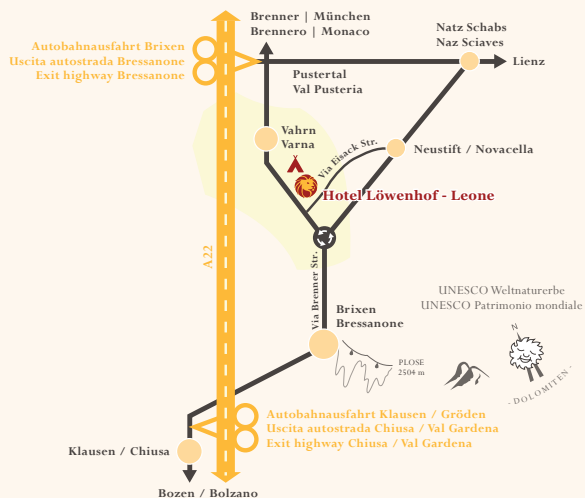 Brenner | München
Brennero | Monaco
Natz Schabs
Naz Sciaves
Autobahnausfahrt Brixen
Uscita autostrada Bressanone
Exit highway Bressanone
Lienz
Pustertal
Val Pusteria
Vahrn
Varna
Via Eisack Str.
Neustift / Novacella
Hotel Löwenhof - Leone
A22
Via Brenner Str.
UNESCO Weltnaturerbe
UNESCO Patrimonio mondiale
Brixen
Bressanone
N
PLOSE
2504 m
- DOLOMITEN -
Autobahnausfahrt Klausen / Gröden
Uscita autostrada Chiusa / Val Gardena
Exit highway Chiusa / Val Gardena
Klausen / Chiusa
Bozen / Bolzano